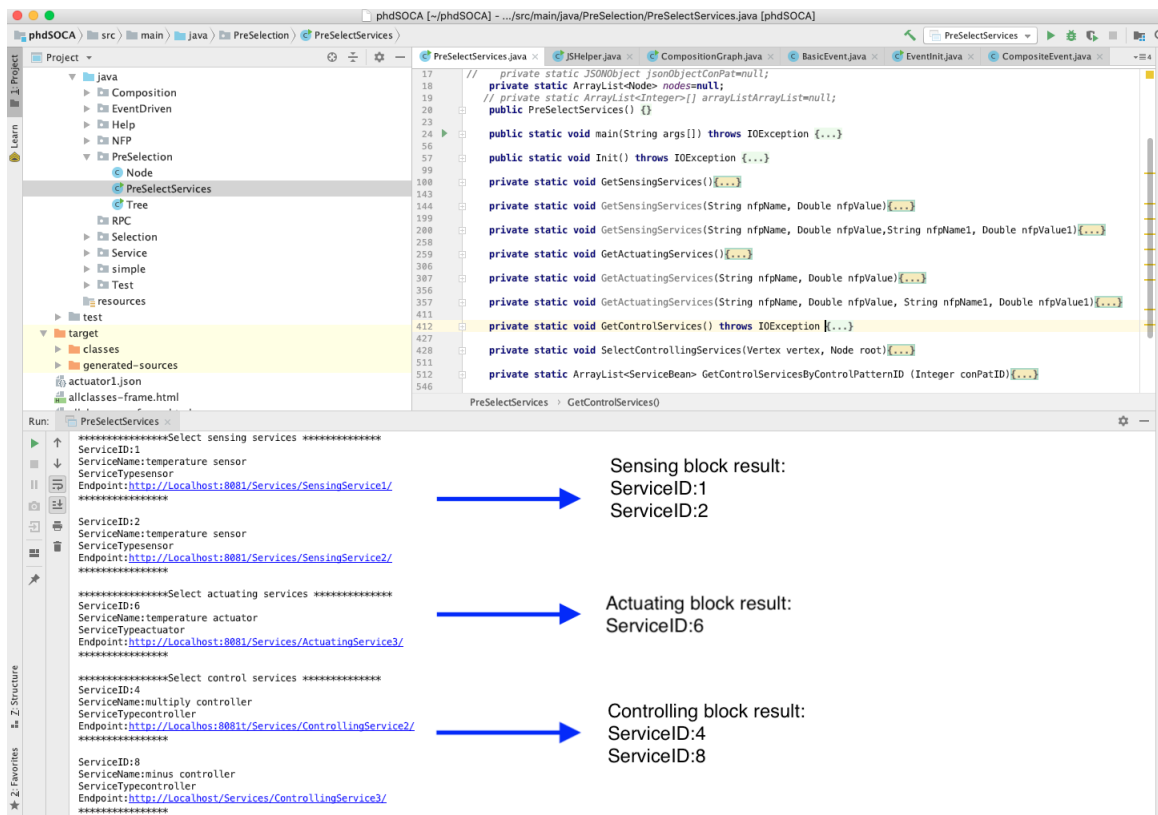 phdSOCA [~/phdSOCA] - .../src/main/java/PreSelection/PreSelectServices.java [phdSOCA]
phdSOCA src main java PreSelection PreSelectServices
PreSelectServices
1: Project
Learn
Z: Structure
2: Favorites
Project
java
Composition
EventDriven
Help
NFP
PreSelection
Node
PreSelectServices
Tree
RPC
Selection
Service
simple
Test
resources
test
target
classes
generated-sources
actuator1.json
allclasses-frame.html
PreSelectServices.java JSHelper.java CompositionGraph.java BasicEvent.java EventInit.java CompositeEvent.java
17 // private static JSONObject jsonObjectConPat=null;
18 private static ArrayList<Node> nodes=null;
19 // private static ArrayList<Integer>[] arrayListArrayList=null;
20 public PreSelectServices() {}
23
24 public static void main(String args[]) throws IOException {...}
56
57 public static void Init() throws IOException {...}
99
100 private static void GetSensingServices(){...}
143
144 private static void GetSensingServices(String nfpName, Double nfpValue){...}
199
200 private static void GetSensingServices(String nfpName, Double nfpValue,String nfpName1, Double nfpValue1){...}
258
259 private static void GetActuatingServices(){...}
306
307 private static void GetActuatingServices(String nfpName, Double nfpValue){...}
356
357 private static void GetActuatingServices(String nfpName, Double nfpValue, String nfpName1, Double nfpValue1){...}
411
412 private static void GetControlServices() throws IOException {...}
427
428 private static void SelectControllingServices(Vertex vertex, Node root){...}
511
512 private static ArrayList<ServiceBean> GetControlServicesByControlPatternID (Integer conPatID){...}
546
PreSelectServices › GetControlServices()
Run: PreSelectServices
*****************Select sensing services ***************
ServiceID:1
ServiceName:temperature sensor
ServiceTypesensor
Endpoint:http://Localhost:8081/Services/SensingService1/
*****************
ServiceID:2
ServiceName:temperature sensor
ServiceTypesensor
Endpoint:http://Localhost:8081/Services/SensingService2/
*****************
*****************Select actuating services ***************
ServiceID:6
ServiceName:temperature actuator
ServiceTypeactuator
Endpoint:http://Localhost:8081/Services/ActuatingService3/
*****************
*****************Select control services ***************
ServiceID:4
ServiceName:multiply controller
ServiceTypecontroller
Endpoint:http://Localhos:8081t/Services/ControllingService2/
*****************
ServiceID:8
ServiceName:minus controller
ServiceTypecontroller
Endpoint:http://Localhost/Services/ControllingService3/
*****************
Sensing block result:
ServiceID:1
ServiceID:2
Actuating block result:
ServiceID:6
Controlling block result:
ServiceID:4
ServiceID:8